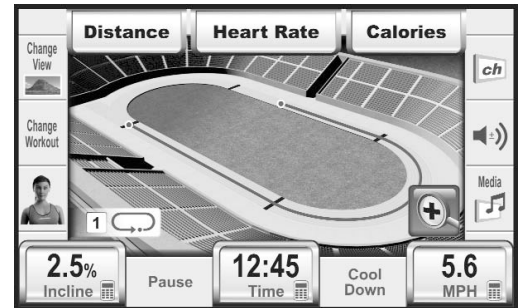 Distance
Heart Rate
Calories
Change
View
ch
Change
Workout
±
Media
1
2.5%
Incline
Pause
12:45
Time
Cool
Down
5.6
MPH